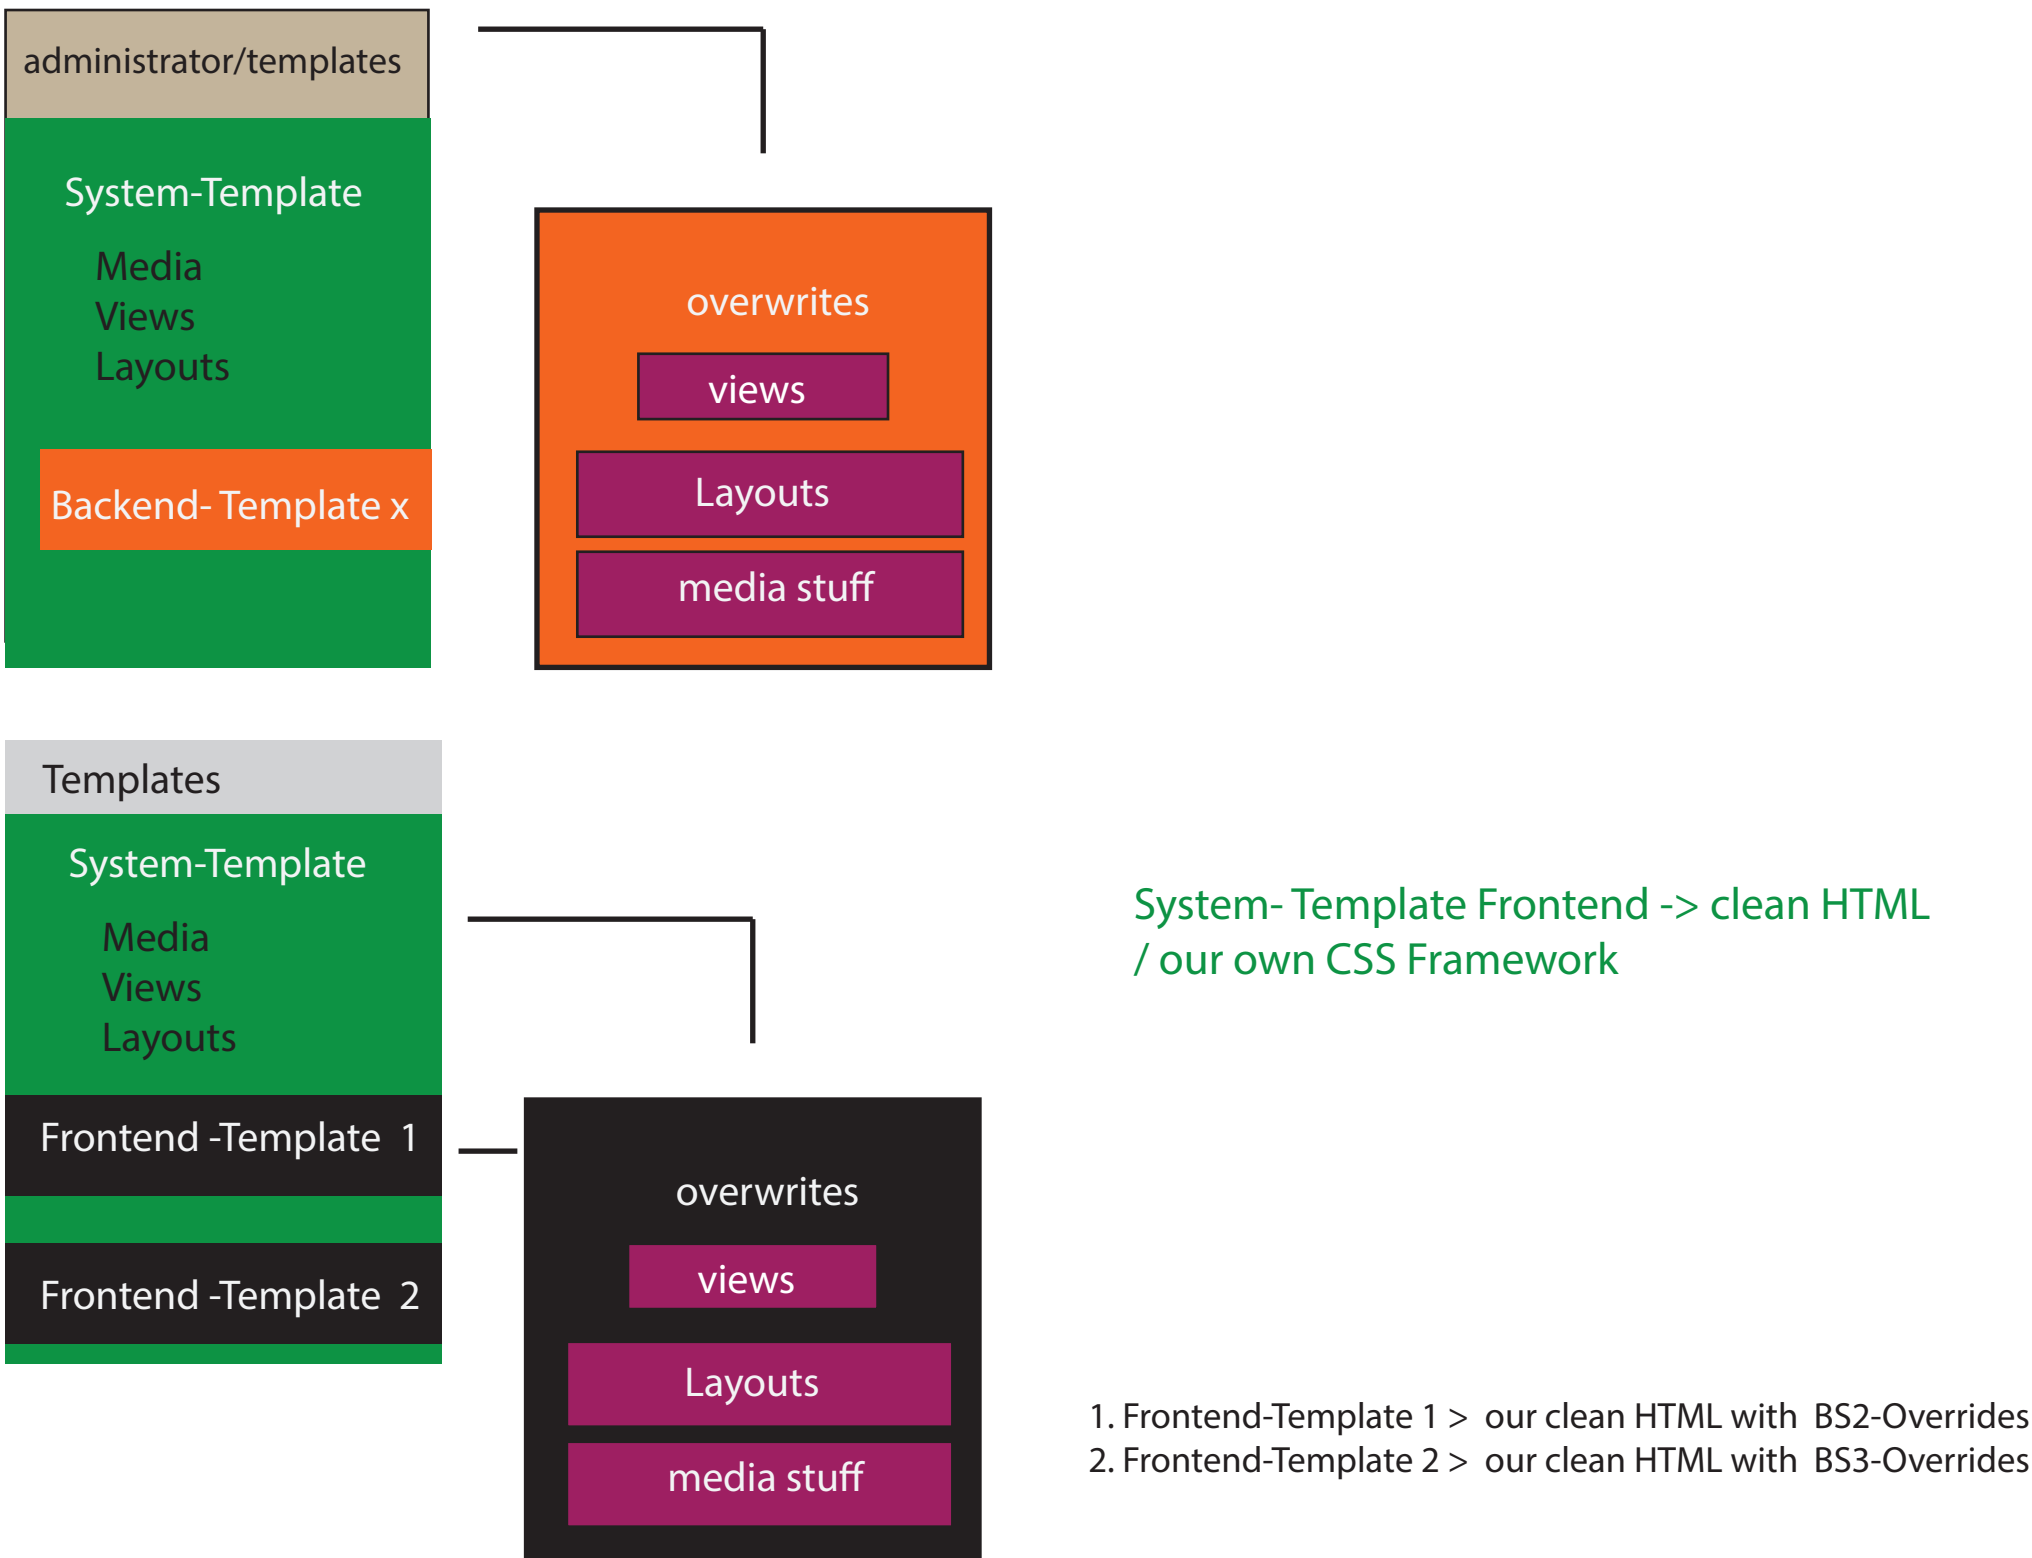 administrator/templates
System-Template
Media
Views
Layouts
Backend- Template x
overwrites
views
Layouts
media stuff
Templates
System-Template
Media
Views
Layouts
Frontend -Template 1
Frontend -Template 2
overwrites
views
Layouts
media stuff
System- Template Frontend -> clean HTML
/ our own CSS Framework
1. Frontend-Template 1 > our clean HTML with BS2-Overrides
2. Frontend-Template 2 > our clean HTML with BS3-Overrides